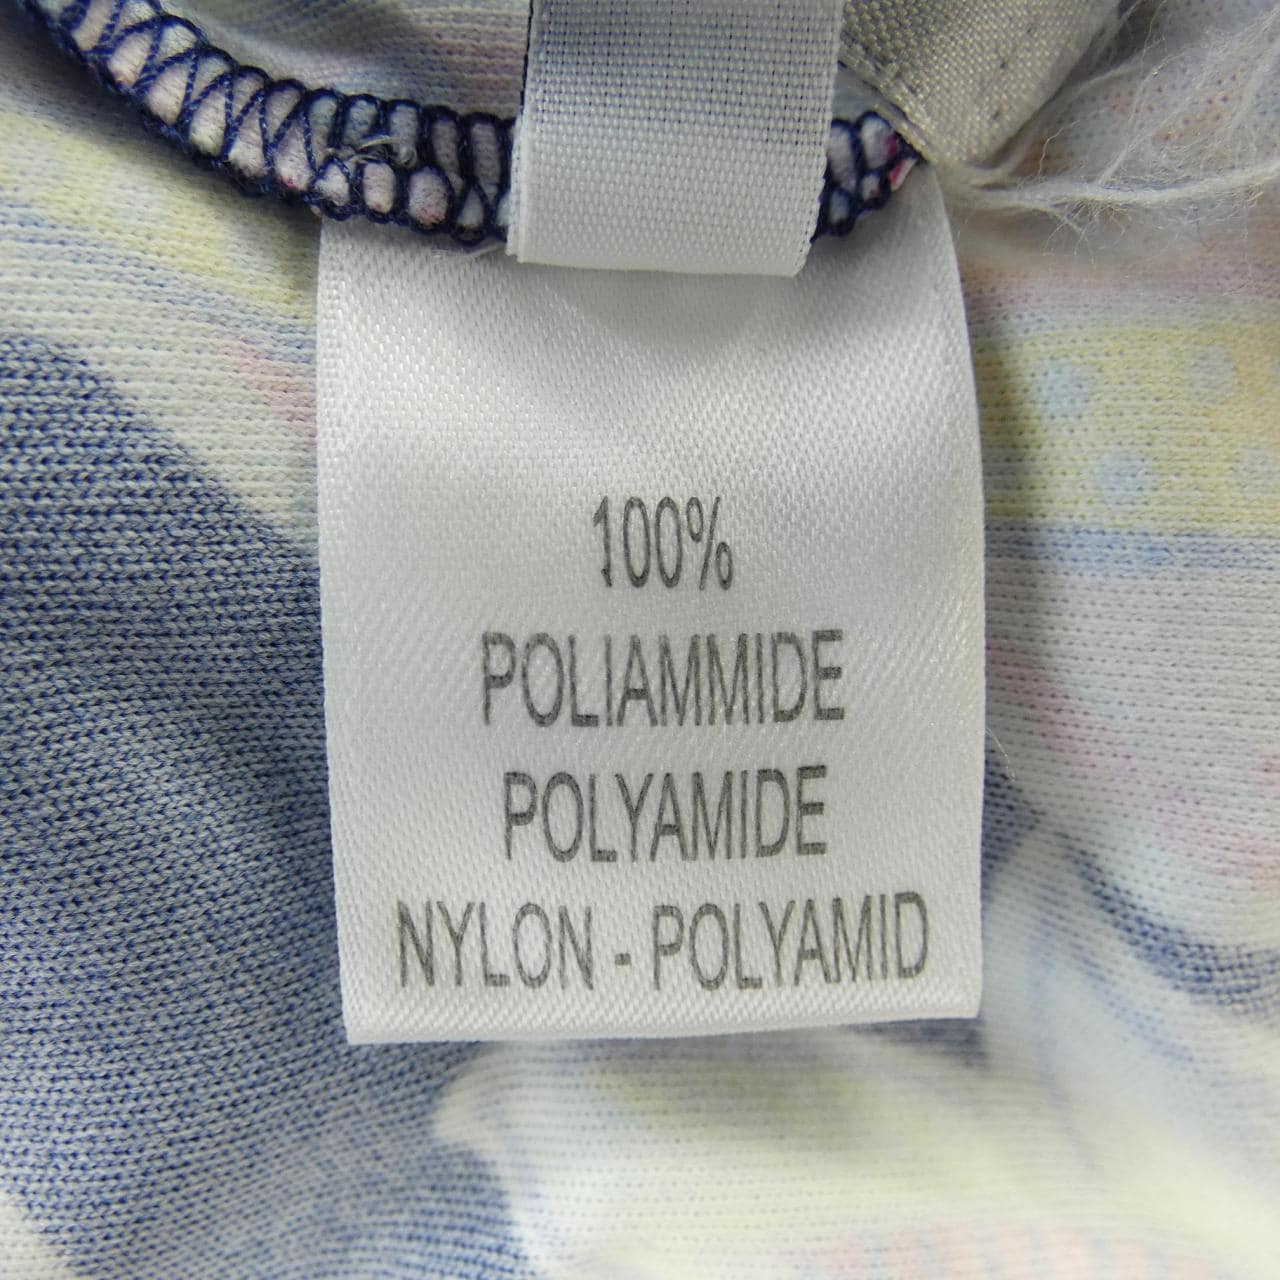 100%
POLIAMMIDE
POLYAMIDE
NYLON - POLYAMID